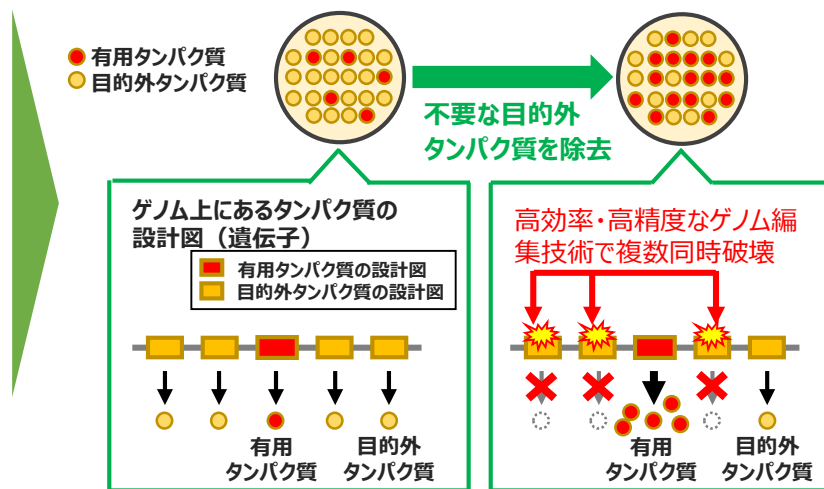 有用タンパク質
目的外タンパク質
不要な目的外
タンパク質を除去
ゲノム上にあるタンパク質の
設計図（遺伝子）
有用タンパク質の設計図
目的外タンパク質の設計図
有用
タンパク質
目的外
タンパク質
高効率・高精度なゲノム編
集技術で複数同時破壊
有用
タンパク質
目的外
タンパク質